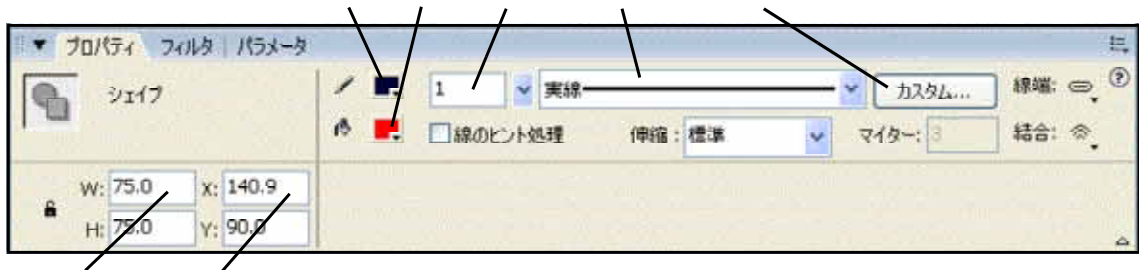 プロパティ フィルタ パラメータ
シェイプ
1 実線 カスタム... 線端:
線のヒント処理 伸縮: 標準 マイター: 3 結合:
W: 75.0 X: 140.9
H: 75.0 Y: 90.0